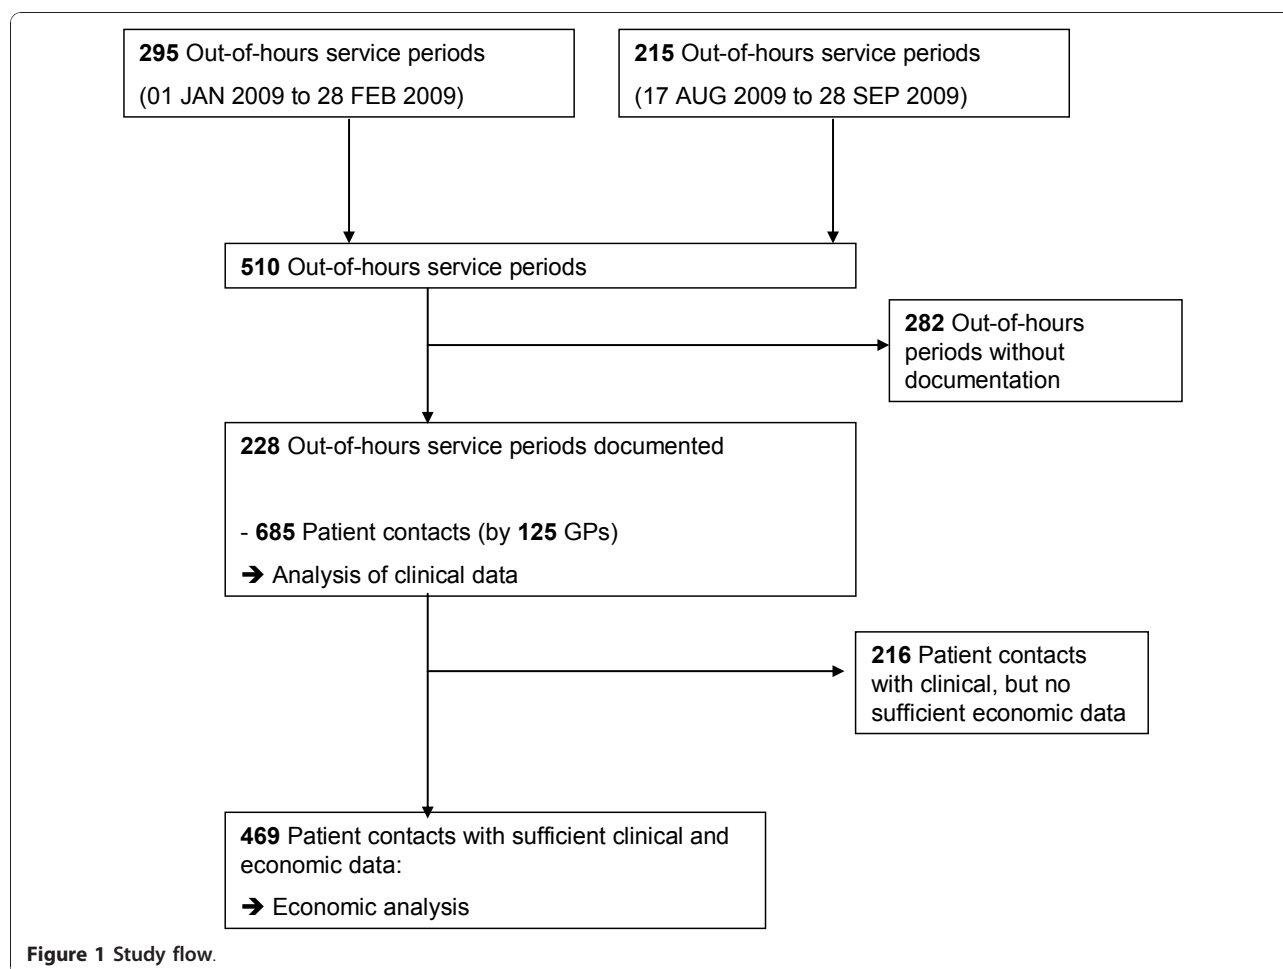 295 Out-of-hours service periods
(01 JAN 2009 to 28 FEB 2009)
215 Out-of-hours service periods
(17 AUG 2009 to 28 SEP 2009)
510 Out-of-hours service periods
282 Out-of-hours
periods without
documentation
228 Out-of-hours service periods documented
- 685 Patient contacts (by 125 GPs)
➔ Analysis of clinical data
216 Patient contacts
with clinical, but no
sufficient economic data
469 Patient contacts with sufficient clinical and
economic data:
➔ Economic analysis
Figure 1 Study flow.